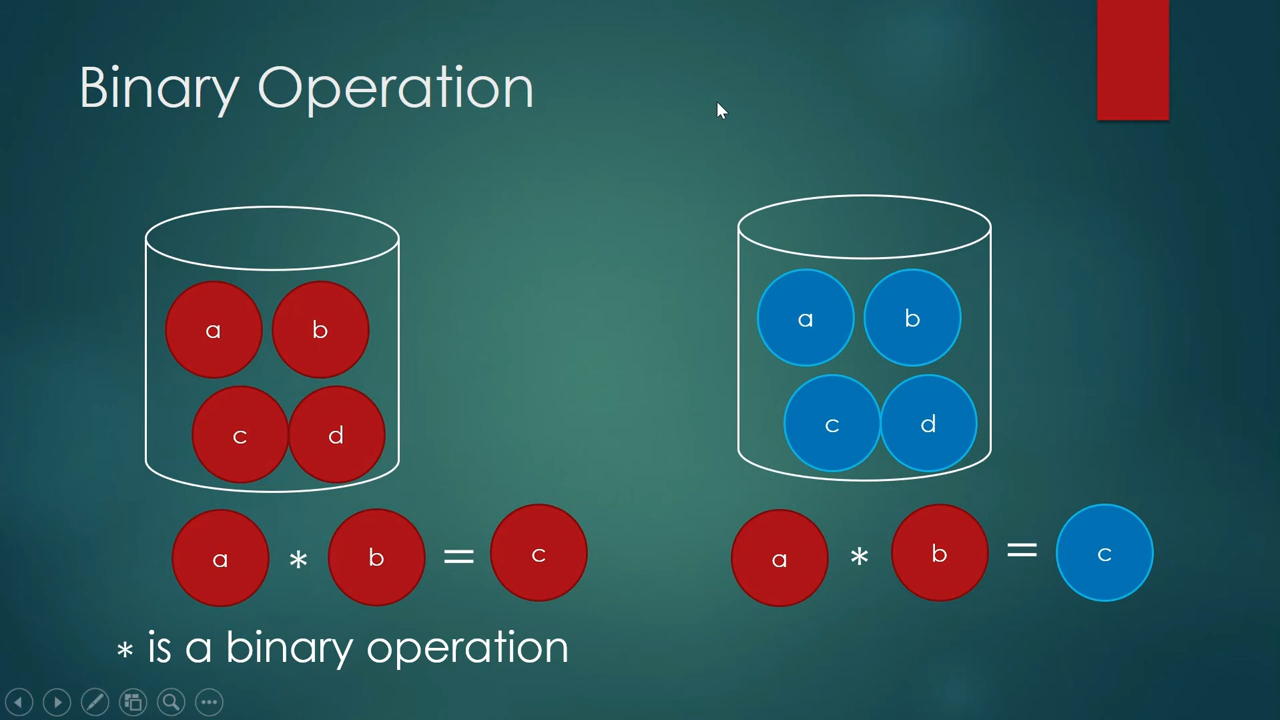 Binary Operation
a b
c d
a b
c d
a * b = c
a * b = c
* is a binary operation